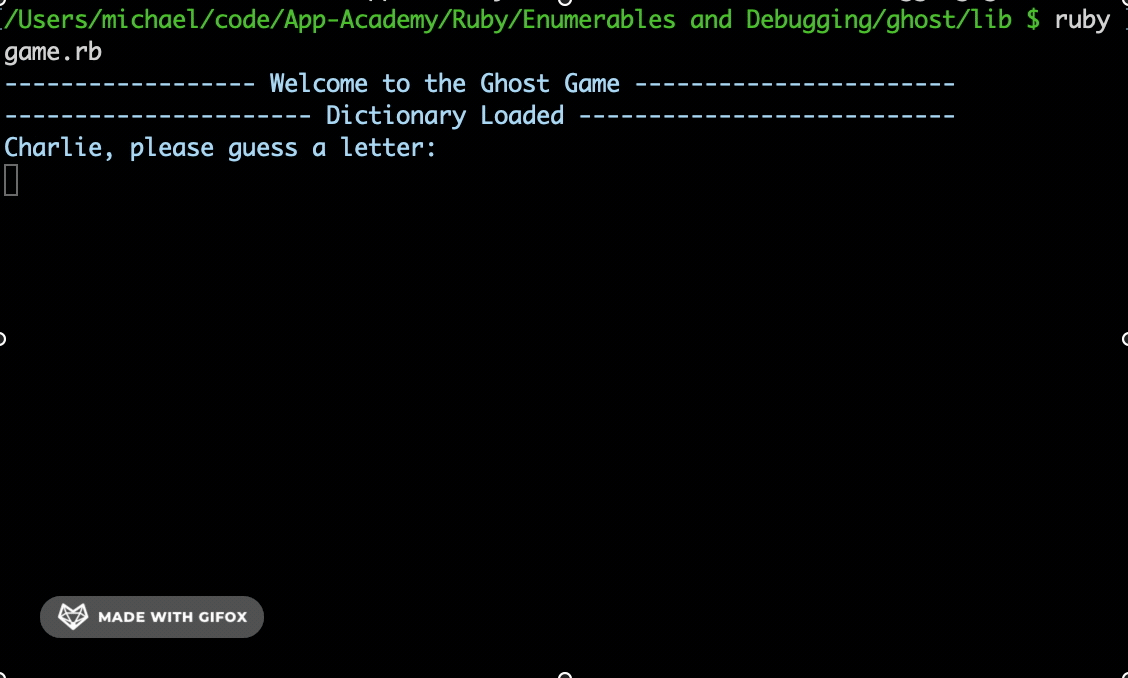 /Users/michael/code/App-Academy/Ruby/Enumerables and Debugging/ghost/lib $ ruby
game.rb
------------------ Welcome to the Ghost Game -----------------------
---------------------- Dictionary Loaded ---------------------------
Charlie, please guess a letter:
MADE WITH GIFOX